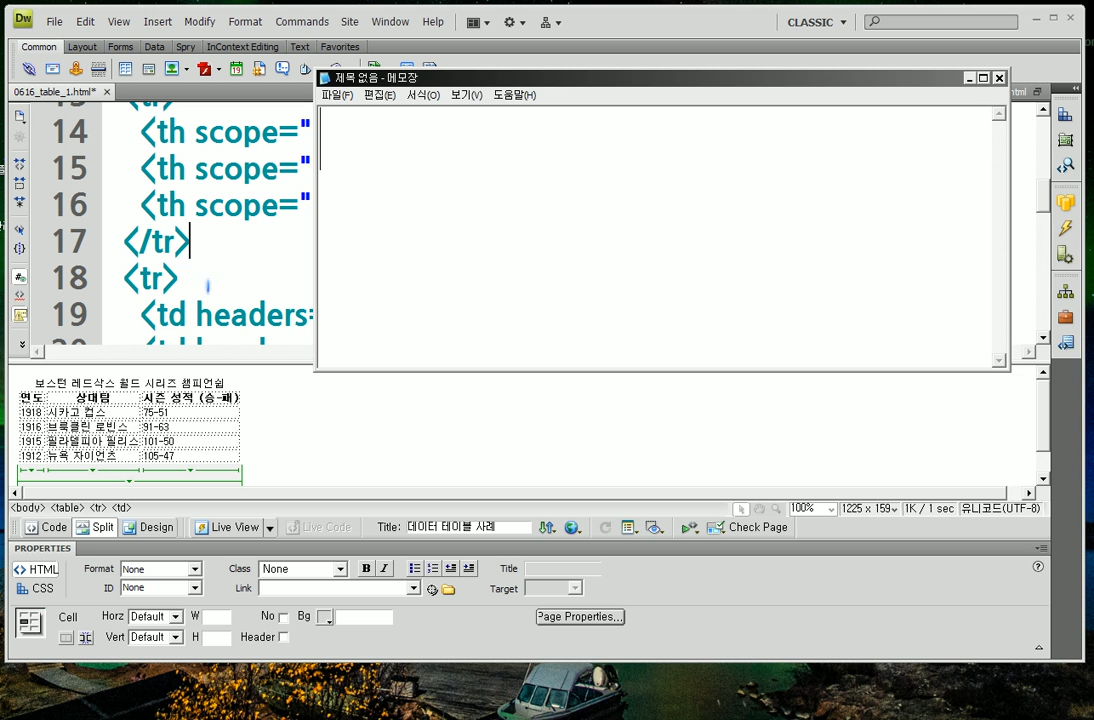 Dw File Edit View Insert Modify Format Commands Site Window Help CLASSIC
Common Layout Forms Data Spry InContext Editing Text Favorites
0616_table_1.html*
html
제목 없음 - 메모장
파일(F) 편집(E) 서식(O) 보기(V) 도움말(H)
14 <th scope="
15 <th scope="
16 <th scope="
17 </tr>
18 <tr>
19 <td headers=
보스턴 레드삭스 월드 시리즈 챔피언쉽
연도 상대팀 시즌 성적 (승-패)
1918 시카고 컵스 75-51
1916 브룩클린 로빈스 91-63
1915 필라델피아 필리스 101-50
1912 뉴욕 자이언츠 105-47
<body> <table> <tr> <td> 100% 1225 x 159 1K / 1 sec 유니코드(UTF-8)
Code Split Design Live View Live Code Title: 데이터 테이블 사례 Check Page
PROPERTIES
<> HTML Format None Class None B I Title
CSS ID None Link Target
Cell Horz Default W No Bg Page Properties...
Vert Default H Header